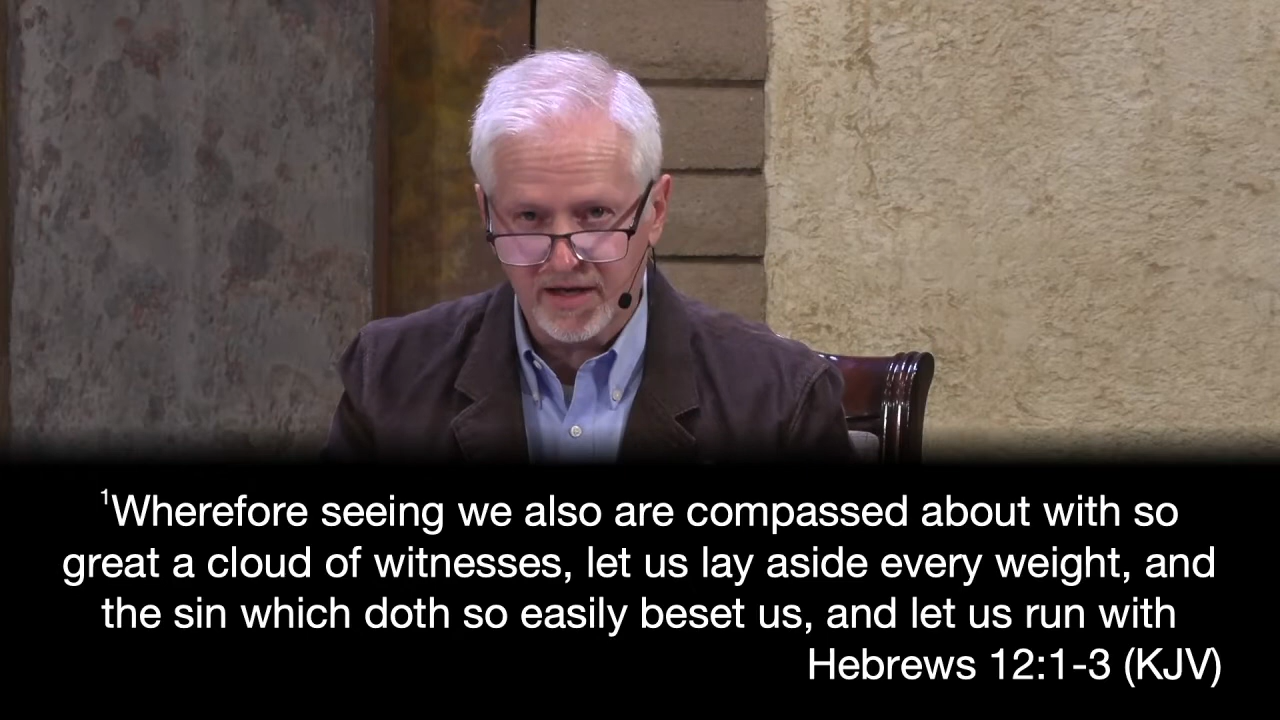 ¹Wherefore seeing we also are compassed about with so
great a cloud of witnesses, let us lay aside every weight, and
the sin which doth so easily beset us, and let us run with
Hebrews 12:1-3 (KJV)